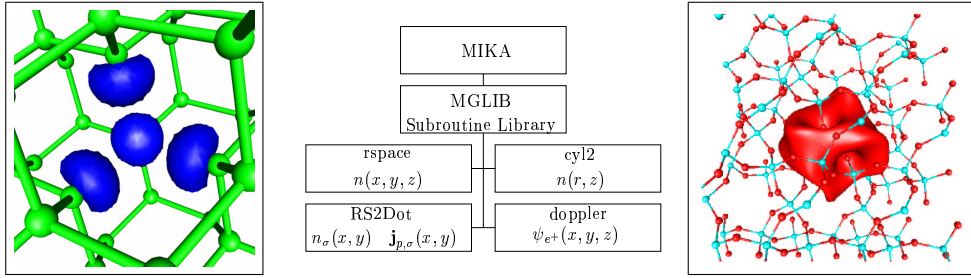 MIKA
MGLIB
Subroutine Library
rspace
n(x, y, z)
cyl2
n(r, z)
RS2Dot
n_σ(x, y) j_{p,σ}(x, y)
doppler
ψ_{e+}(x, y, z)